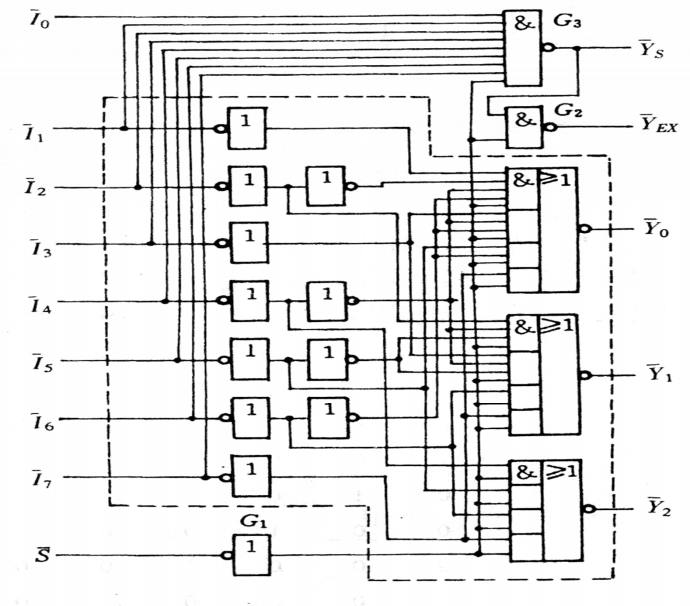 Ī₀ & G₃ Ȳ_S
& G₂ Ȳ_EX
Ī₁ 1
Ī₂ 1 1 & ≥1
Ī₃ 1 Ȳ₀
Ī₄ 1 1 & ≥1
Ī₅ 1 1 Ȳ₁
Ī₆ 1 1
Ī₇ 1 & ≥1 Ȳ₂
G₁
S̄ 1